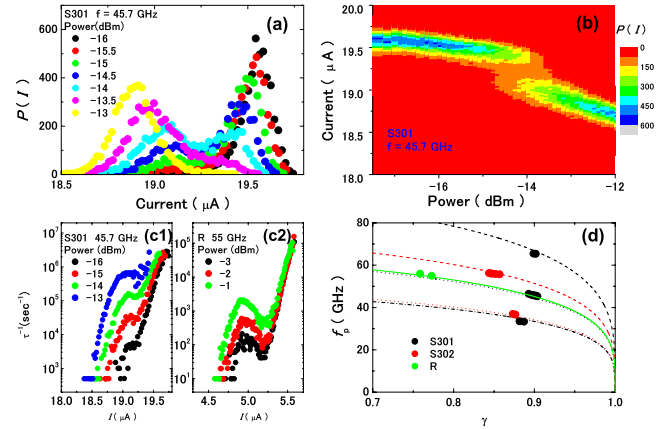 S301 f = 45.7 GHz
Power(dBm)
−16
−15.5
−15
−14.5
−14
−13.5
−13
(a)
600
400
200
0
P ( I )
18.5
19.0
19.5
Current ( μA )
(b)
20.0
19.5
19.0
18.5
18.0
Current ( μ A )
S301
f = 45.7 GHz
−16
−14
−12
Power ( dBm )
P ( I )
0
150
300
450
600
S301 45.7 GHz
(c1)
Power (dBm)
−16
−15
−14
−13
10⁷
10⁶
10⁵
10⁴
10³
τ⁻¹(sec⁻¹)
18.0
18.5
19.0
19.5
I ( μA )
R 55 GHz
(c2)
Power (dBm)
−3
−2
−1
10⁵
10⁴
10³
10²
10¹
4.5
5.0
5.5
I ( μA )
(d)
80
60
40
20
0
fp (GHz)
S301
S302
R
0.7
0.8
0.9
1.0
γ